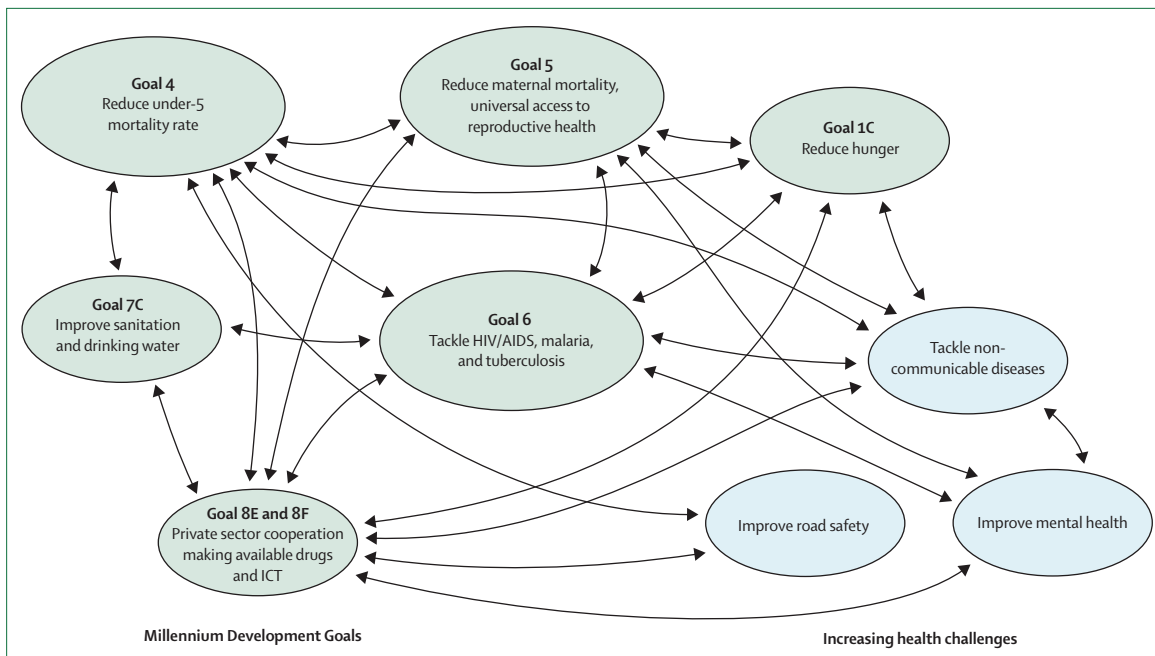 Goal 4
Reduce under-5
mortality rate
Goal 5
Reduce maternal mortality,
universal access to
reproductive health
Goal 1C
Reduce hunger
Goal 7C
Improve sanitation
and drinking water
Goal 6
Tackle HIV/AIDS, malaria,
and tuberculosis
Tackle non-
communicable diseases
Goal 8E and 8F
Private sector cooperation
making available drugs
and ICT
Improve road safety
Improve mental health
Millennium Development Goals
Increasing health challenges